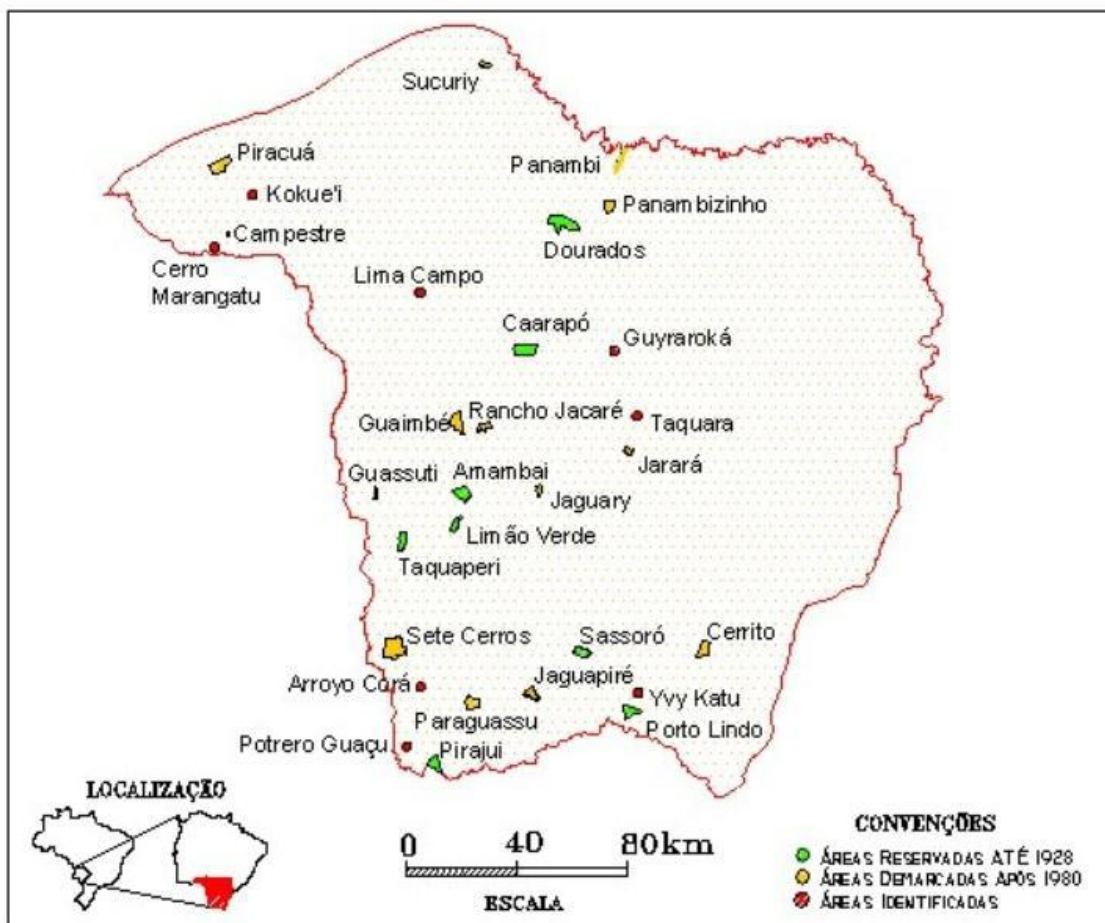 Sucuriy
Piracuá
Panambi
Kokue'i
Panambizinho
Campestre
Dourados
Cerro
Marangatu
Lima Campo
Caarapó
Guyraroká
Guaimbé
Rancho Jacaré
Taquara
Jarará
Guassuti
Amambai
Jaguary
Limão Verde
Taquaperi
Sete Cerros
Sassoró
Cerrito
Arroyo Corá
Jaguapiré
Yvy Katu
Paraguassu
Porto Lindo
Potrero Guaçu
Pirajui
LOCALIZAÇÃO
0 40 80km
ESCALA
CONVENÇÕES
ÁREAS RESERVADAS ATÉ 1928
ÁREAS DEMARCADAS APÓS 1980
ÁREAS IDENTIFICADAS